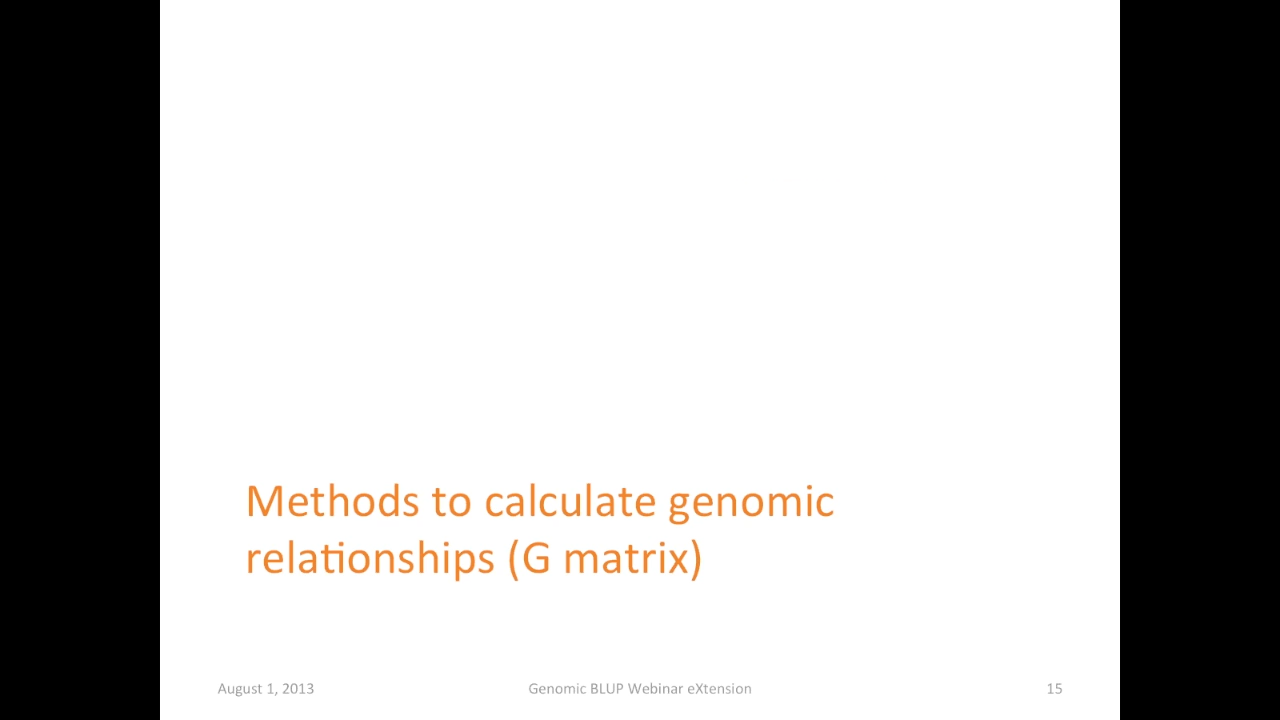 Methods to calculate genomic
relationships (G matrix)
August 1, 2013
Genomic BLUP Webinar eXtension
15